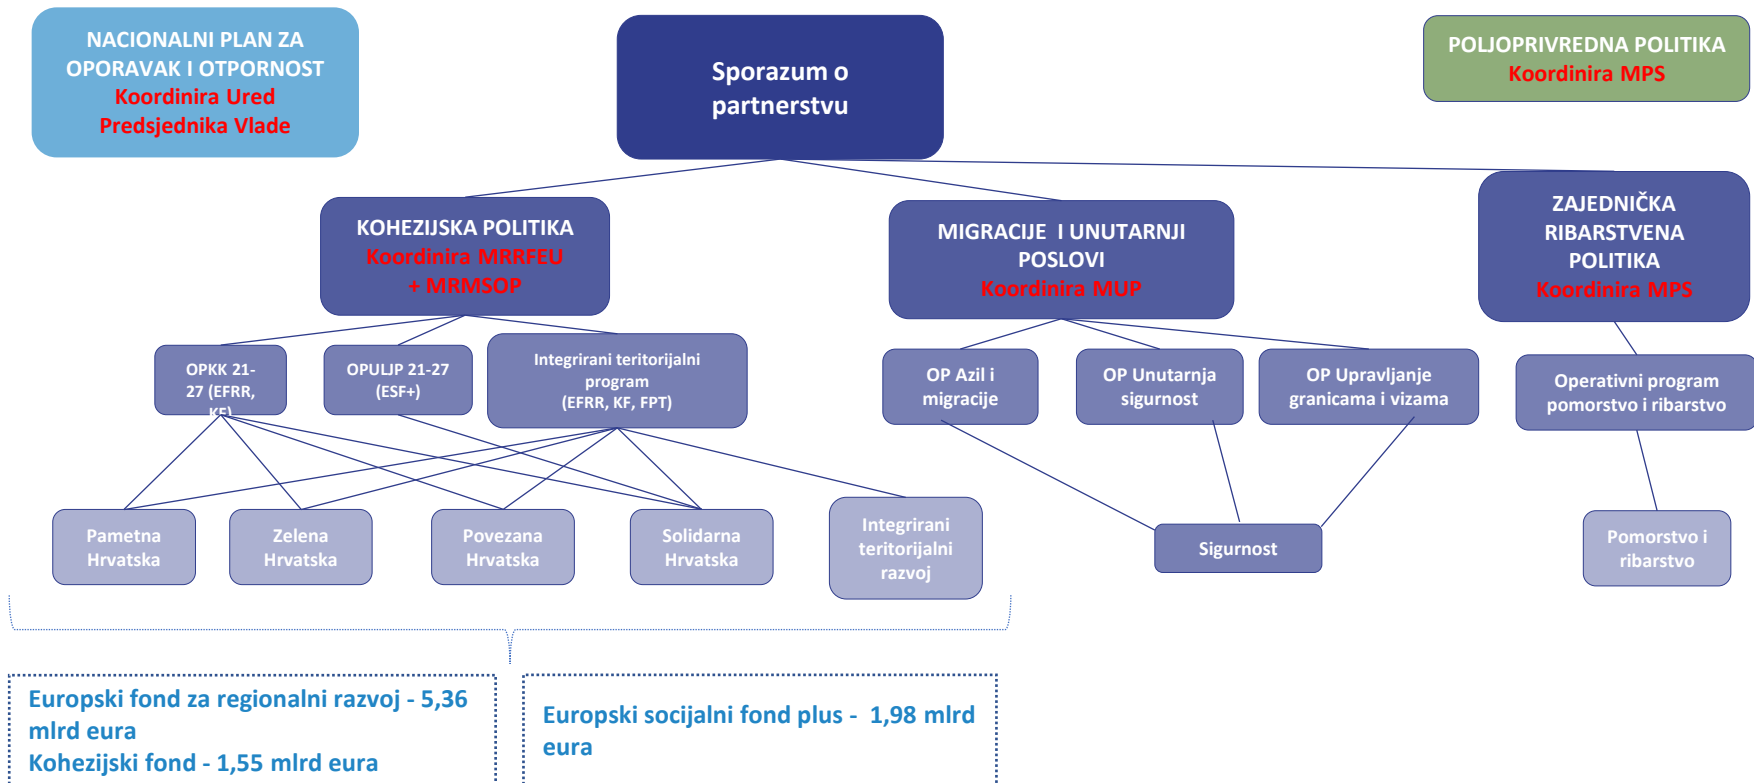 NACIONALNI PLAN ZA
OPORAVAK I OTPORNOST
Koordinira Ured
Predsjednika Vlade
Sporazum o
partnerstvu
POLJOPRIVREDNA POLITIKA
Koordinira MPS
KOHEZIJSKA POLITIKA
Koordinira MRRFEU
+ MRMSOP
MIGRACIJE I UNUTARNJI
POSLOVI
Koordinira MUP
ZAJEDNIČKA
RIBARSTVENA
POLITIKA
Koordinira MPS
OPKK 21-
27 (EFRR,
KF)
OPULJP 21-27
(ESF+)
Integrirani teritorijalni
program
(EFRR, KF, FPT)
OP Azil i
migracije
OP Unutarnja
sigurnost
OP Upravljanje
granicama i vizama
Operativni program
pomorstvo i ribarstvo
Pametna
Hrvatska
Zelena
Hrvatska
Povezana
Hrvatska
Solidarna
Hrvatska
Integrirani
teritorijalni
razvoj
Sigurnost
Pomorstvo i
ribarstvo
Europski fond za regionalni razvoj - 5,36
mlrd eura
Kohezijski fond - 1,55 mlrd eura
Europski socijalni fond plus - 1,98 mlrd
eura